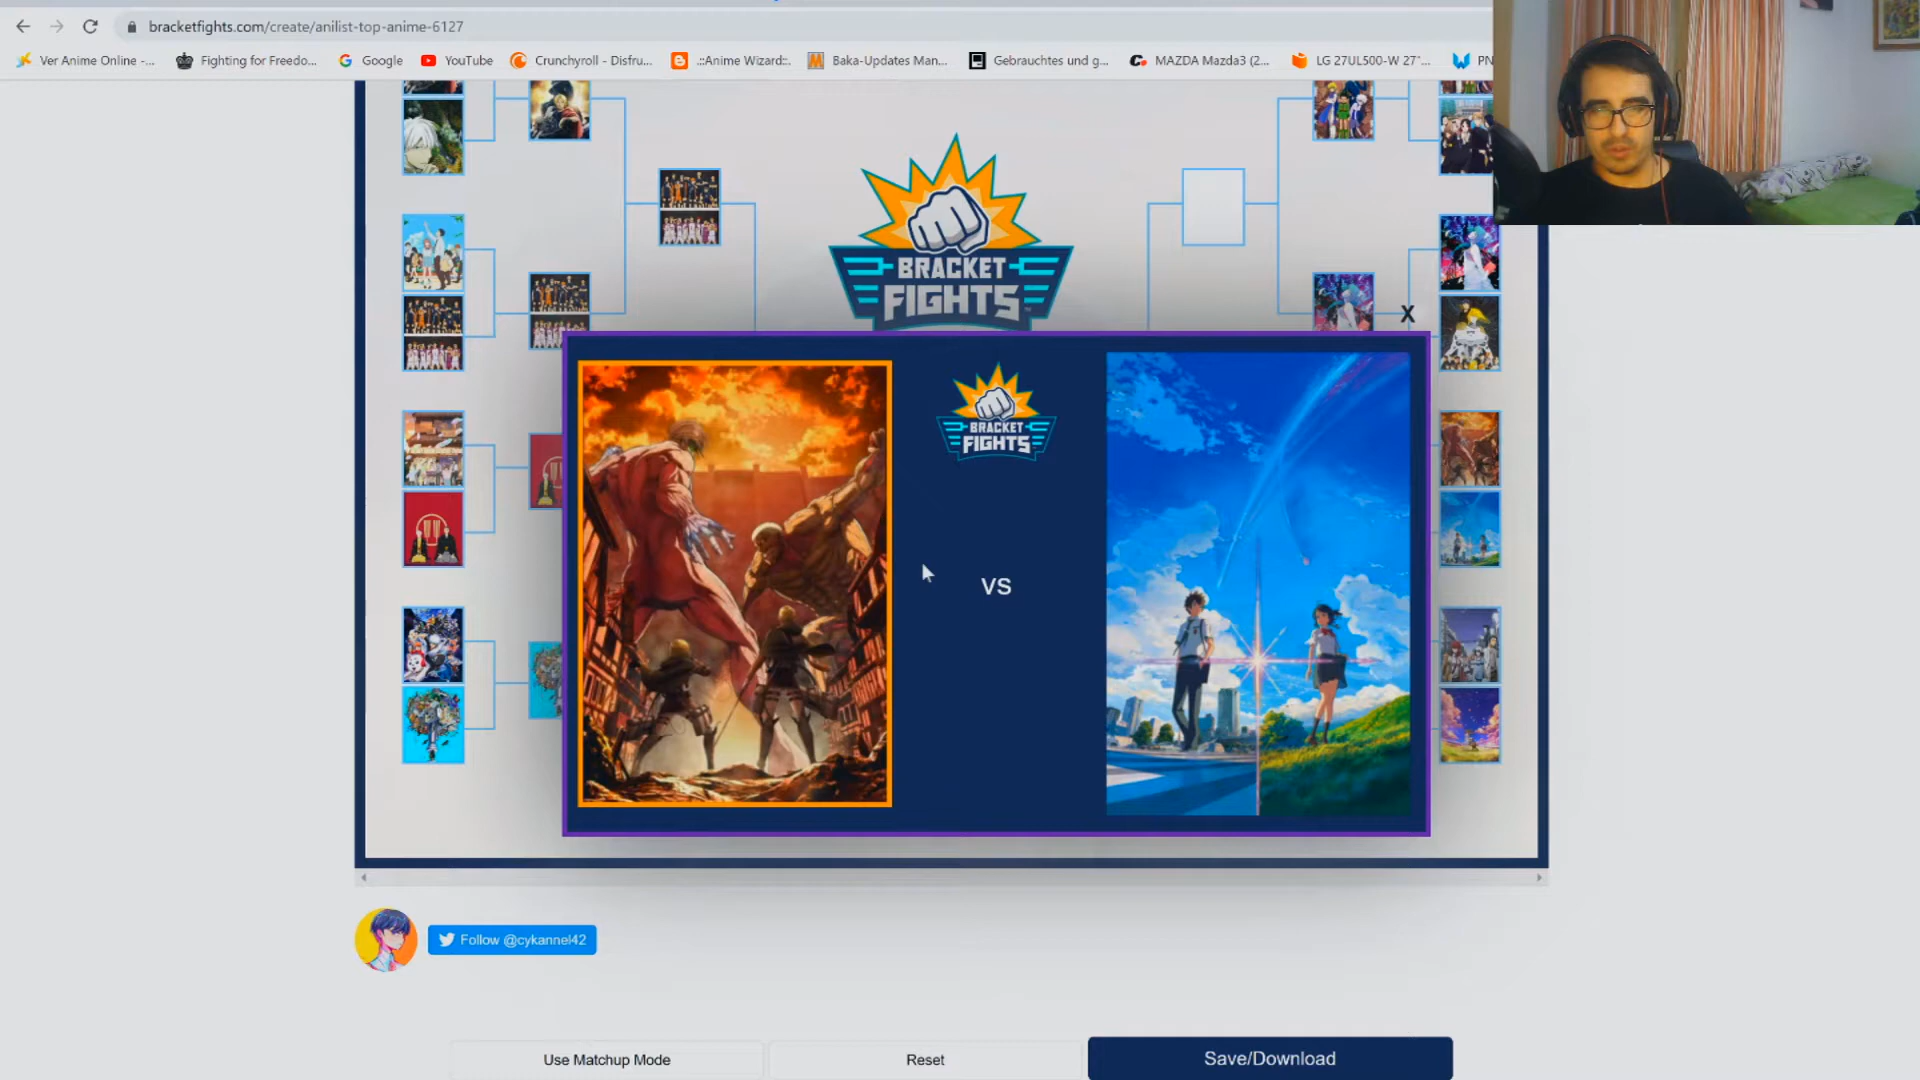 bracketfights.com/create/anilist-top-anime-6127
Ver Anime Online -...
Fighting for Freedo...
Google
YouTube
Crunchyroll - Disfru...
.::Anime Wizard::.
Baka-Updates Man...
Gebrauchtes und g...
MAZDA Mazda3 (2...
LG 27UL500-W 27"...
PN
BRACKET
FIGHTS
X
BRACKET
FIGHTS
VS
Follow @cykannel42
Use Matchup Mode
Reset
Save/Download